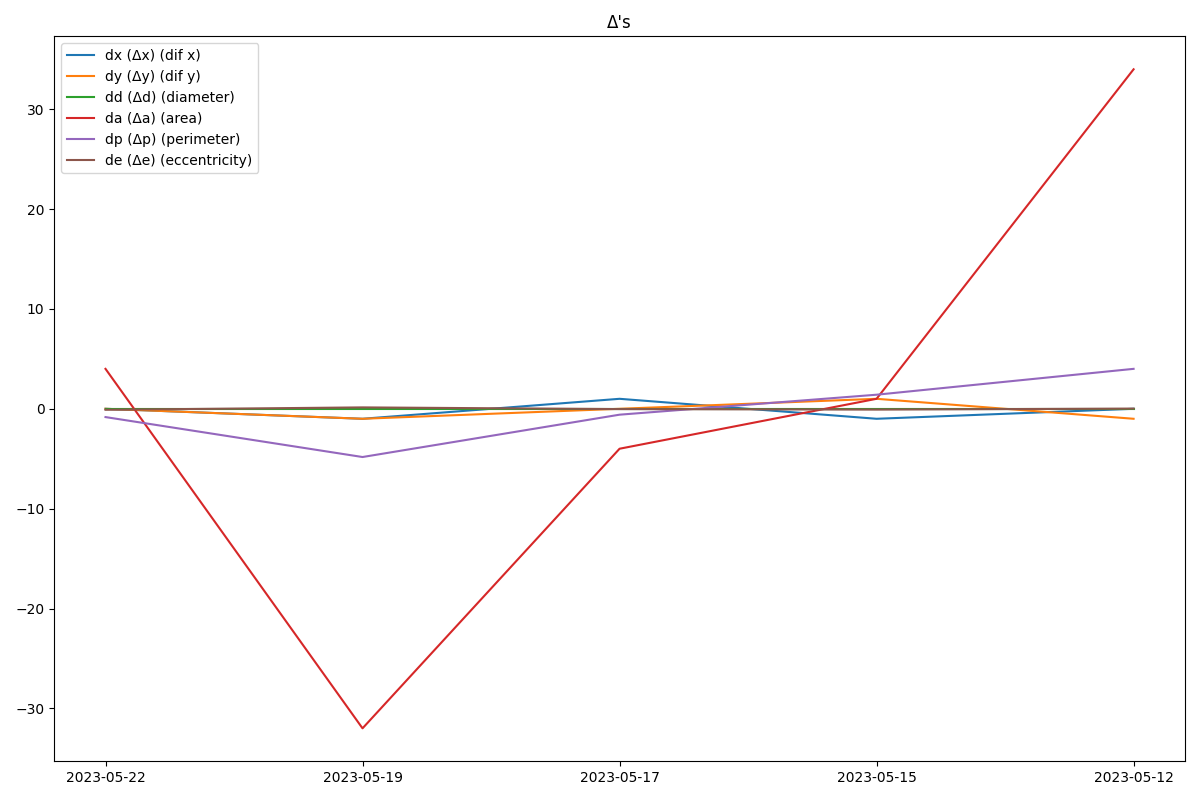 Δ's
dx (Δx) (dif x)
dy (Δy) (dif y)
dd (Δd) (diameter)
da (Δa) (area)
dp (Δp) (perimeter)
de (Δe) (eccentricity)
30
20
10
0
−10
−20
−30
2023-05-22 2023-05-19 2023-05-17 2023-05-15 2023-05-12